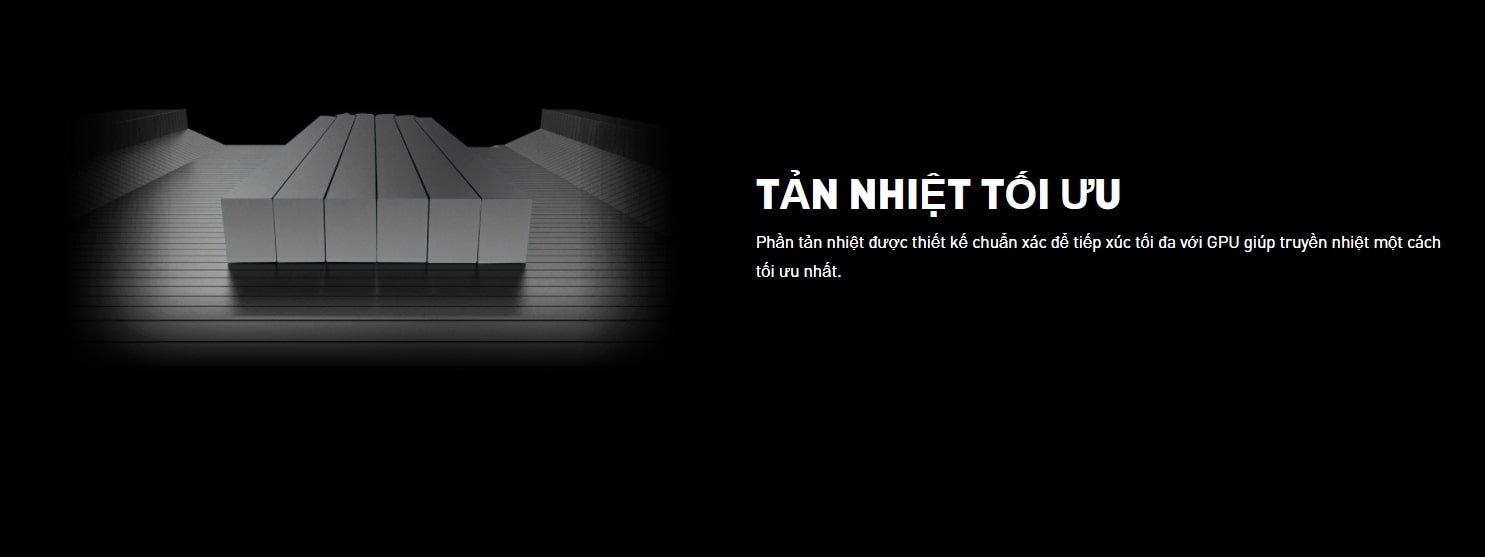 TẢN NHIỆT TỐI ƯU
Phần tản nhiệt được thiết kế chuẩn xác để tiếp xúc tối đa với GPU giúp truyền nhiệt một cách
tối ưu nhất.